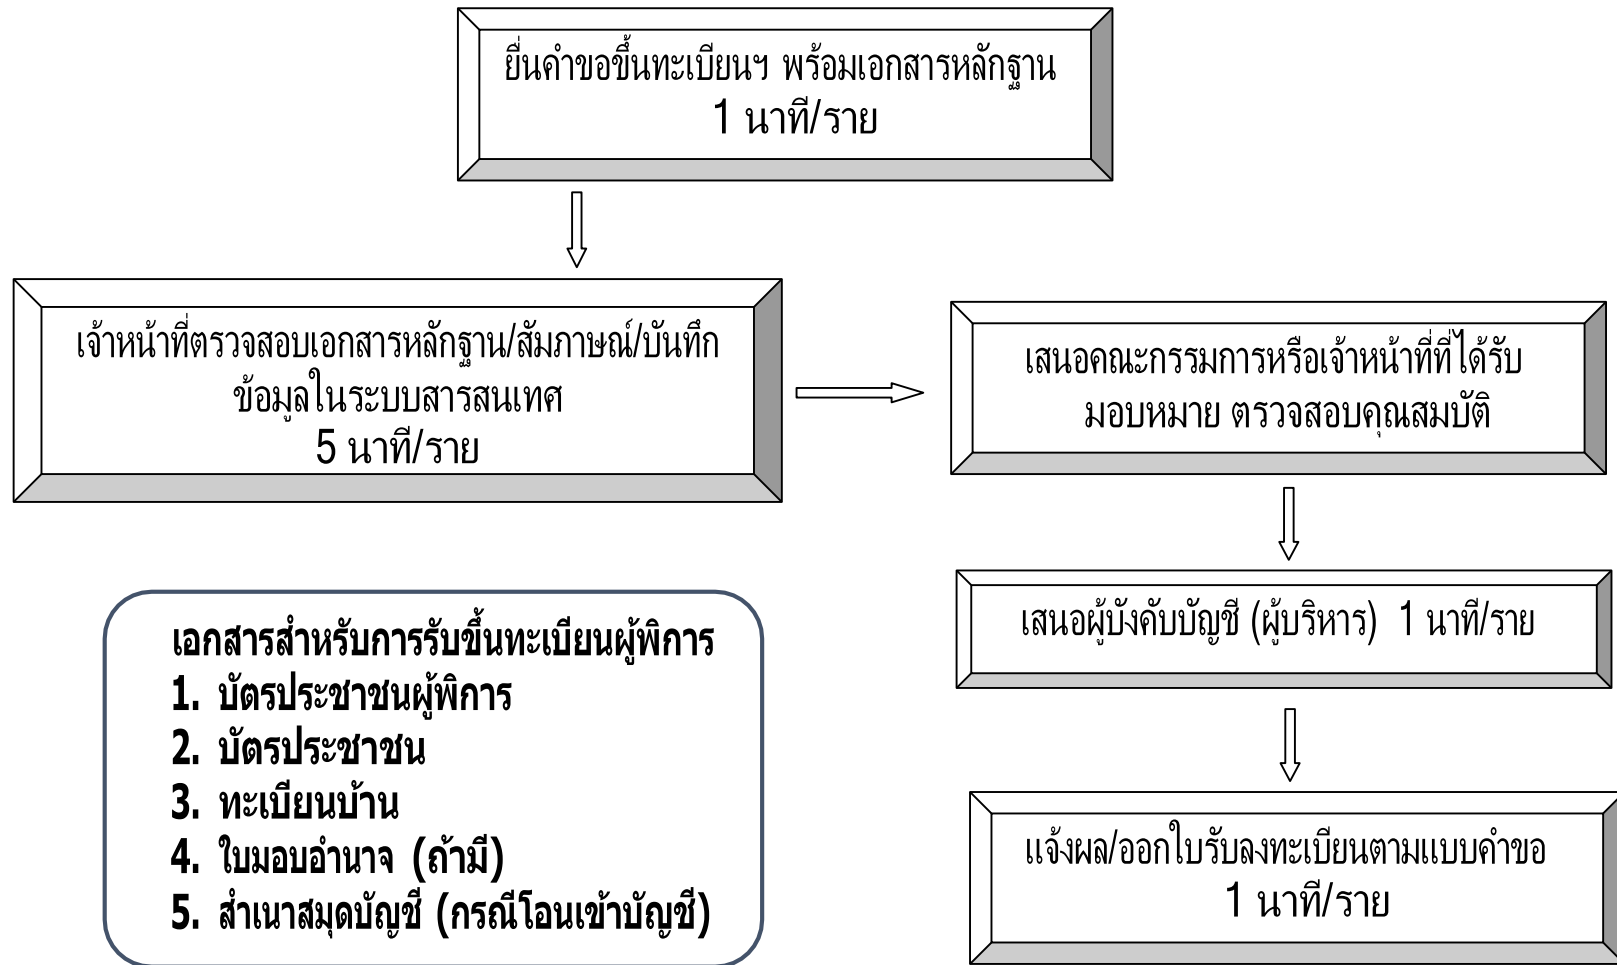 ยื่นคำขอขึ้นทะเบียนฯ พร้อมเอกสารหลักฐาน
1 นาที/ราย
เจ้าหน้าที่ตรวจสอบเอกสารหลักฐาน/สัมภาษณ์/บันทึก
ข้อมูลในระบบสารสนเทศ
5 นาที/ราย
เสนอคณะกรรมการหรือเจ้าหน้าที่ที่ได้รับ
มอบหมาย ตรวจสอบคุณสมบัติ
เสนอผู้บังคับบัญชี (ผู้บริหาร) 1 นาที/ราย
แจ้งผล/ออกใบรับลงทะเบียนตามแบบคำขอ
1 นาที/ราย
เอกสารสำหรับการรับขึ้นทะเบียนผู้พิการ
1. บัตรประชาชนผู้พิการ
2. บัตรประชาชน
3. ทะเบียนบ้าน
4. ใบมอบอำนาจ (ถ้ามี)
5. สำเนาสมุดบัญชี (กรณีโอนเข้าบัญชี)